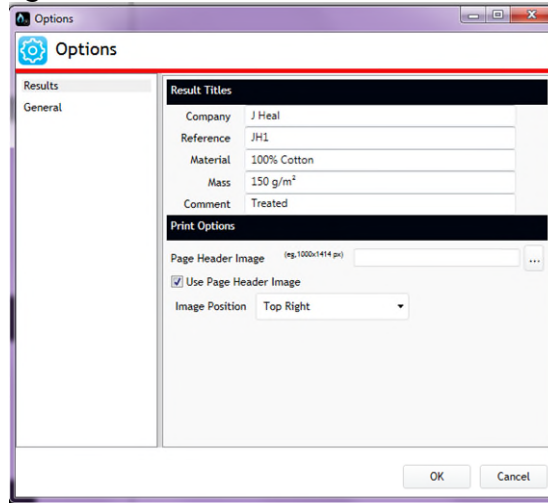 Options
Options
Results
General
Result Titles
Company J Heal
Reference JH1
Material 100% Cotton
Mass 150 g/m²
Comment Treated
Print Options
Page Header Image (eg,1000x1414 px) ...
Use Page Header Image
Image Position Top Right
OK Cancel